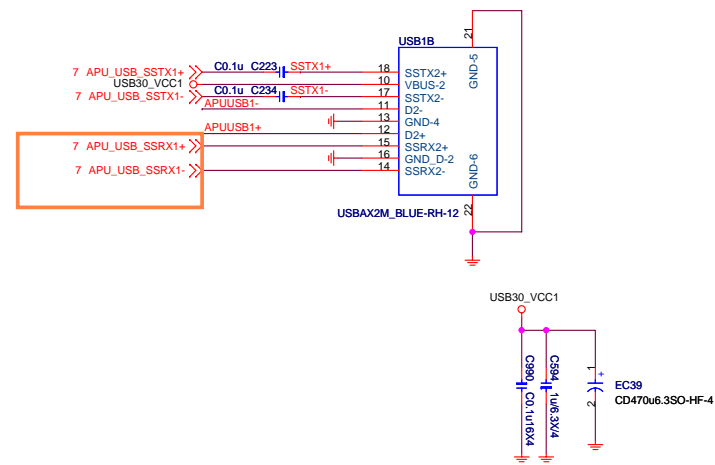 USB1B
21
GND-5
7 APU_USB_SSTX1+
C0.1u C223
SSTX1+
18
SSTX2+
USB30_VCC1
10
VBUS-2
7 APU_USB_SSTX1-
C0.1u C234
SSTX1-
17
SSTX2-
APUUSB1-
11
D2-
13
GND-4
APUUSB1+
12
D2+
7 APU_USB_SSRX1+
15
SSRX2+
16
GND_D-2
7 APU_USB_SSRX1-
14
SSRX2-
GND-6
22
USBAX2M_BLUE-RH-12
USB30_VCC1
C990
C0.1u16X4
C594
1u/6.3X/4
1
+
2
EC39
CD470u6.3SO-HF-4